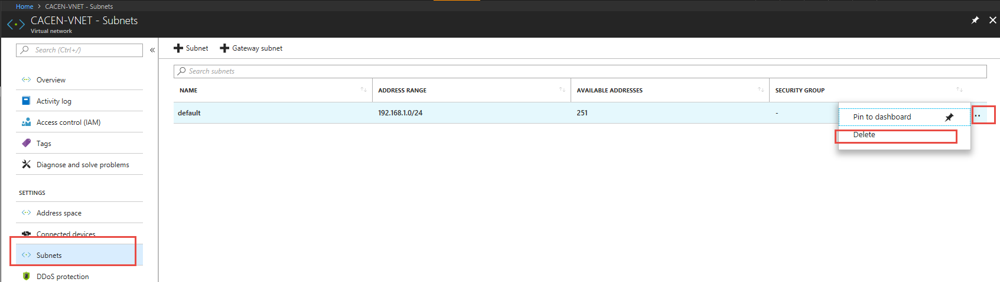 Home > CACEN-VNET - Subnets
CACEN-VNET - Subnets
Virtual network
Search (Ctrl+/)
Overview
Activity log
Access control (IAM)
Tags
Diagnose and solve problems
SETTINGS
Address space
Connected devices
Subnets
DDoS protection
Subnet Gateway subnet
Search subnets
NAME ADDRESS RANGE AVAILABLE ADDRESSES SECURITY GROUP
default 192.168.1.0/24 251 -
Pin to dashboard
Delete